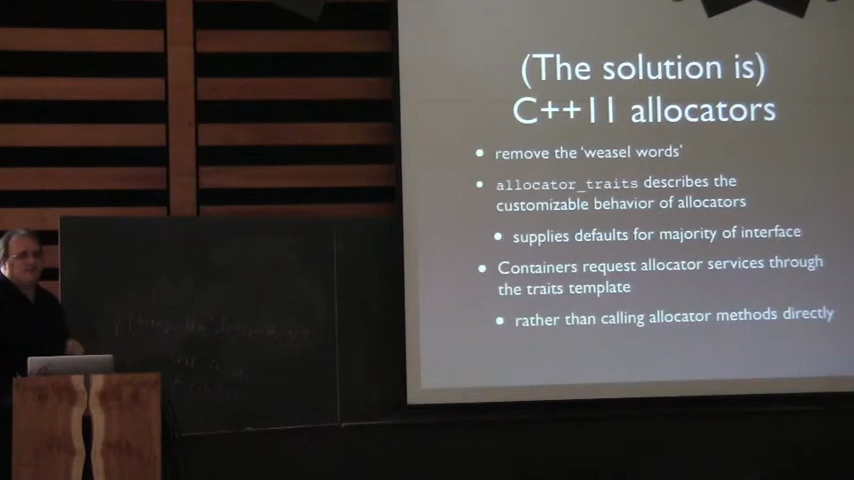 (The solution is)
C++11 allocators
• remove the 'weasel words'
• allocator_traits describes the
customizable behavior of allocators
• supplies defaults for majority of interface
• Containers request allocator services through
the traits template
• rather than calling allocator methods directly